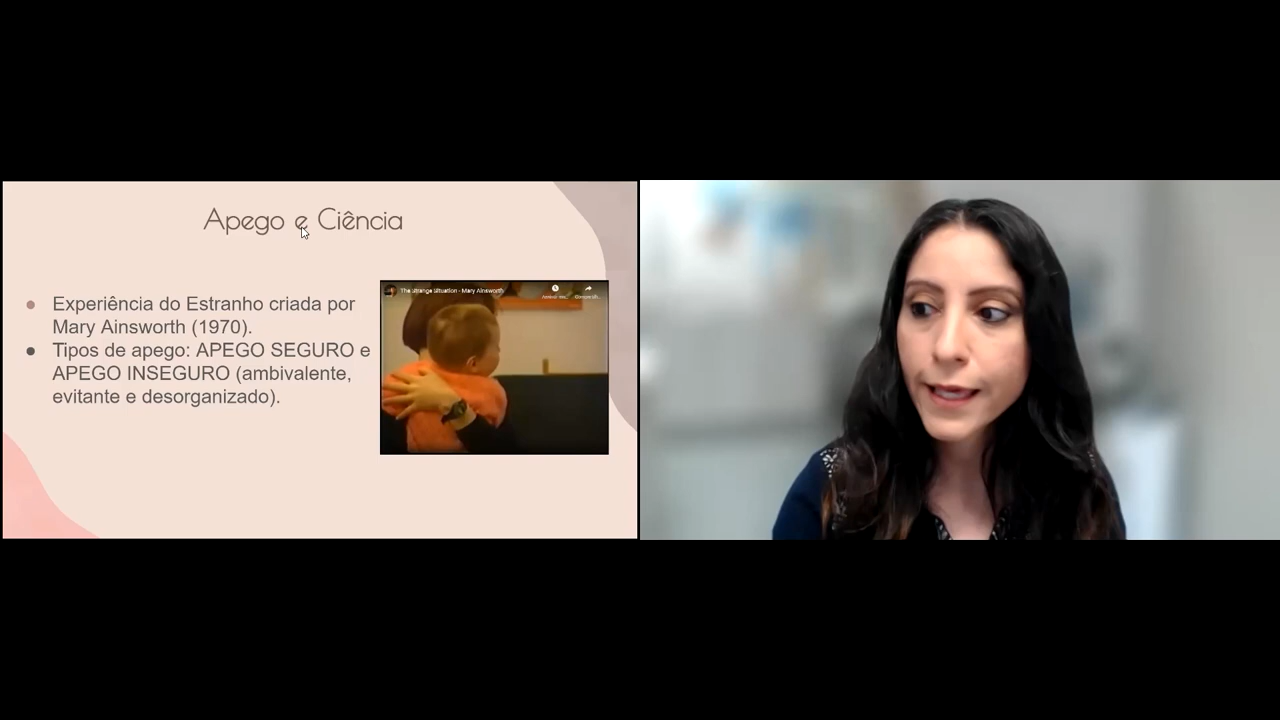 Apego e Ciência
Experiência do Estranho criada por
Mary Ainsworth (1970).
Tipos de apego: APEGO SEGURO e
APEGO INSEGURO (ambivalente,
evitante e desorganizado).
The Strange Situation - Mary Ainsworth